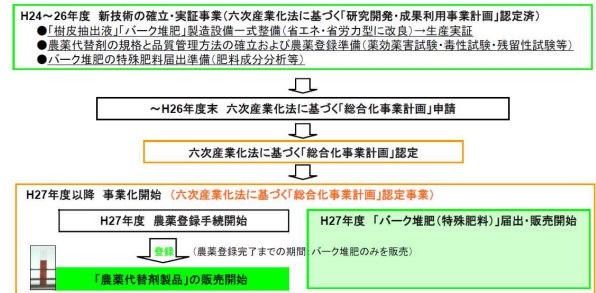 H24～26年度　新技術の確立・実証事業（六次産業化法に基づく「研究開発・成果利用事業計画」認定済）
●「樹皮抽出液」「バーク堆肥」製造設備一式整備（省エネ・省労力型に改良）→生産実証
●農薬代替剤の規格と品質管理方法の確立および農薬登録準備（薬効薬害試験・毒性試験・残留性試験等）
●バーク堆肥の特殊肥料届出準備（肥料成分分析等）
～H26年度末　六次産業化法に基づく「総合化事業計画」申請
六次産業化法に基づく「総合化事業計画」認定
H27年度以降　事業化開始　（六次産業化法に基づく「総合化事業計画」認定事業）
H27年度　農薬登録手続開始
H27年度　「バーク堆肥（特殊肥料）」届出・販売開始
登録
（農薬登録完了までの期間：バーク堆肥のみを販売）
「農薬代替剤製品」の販売開始